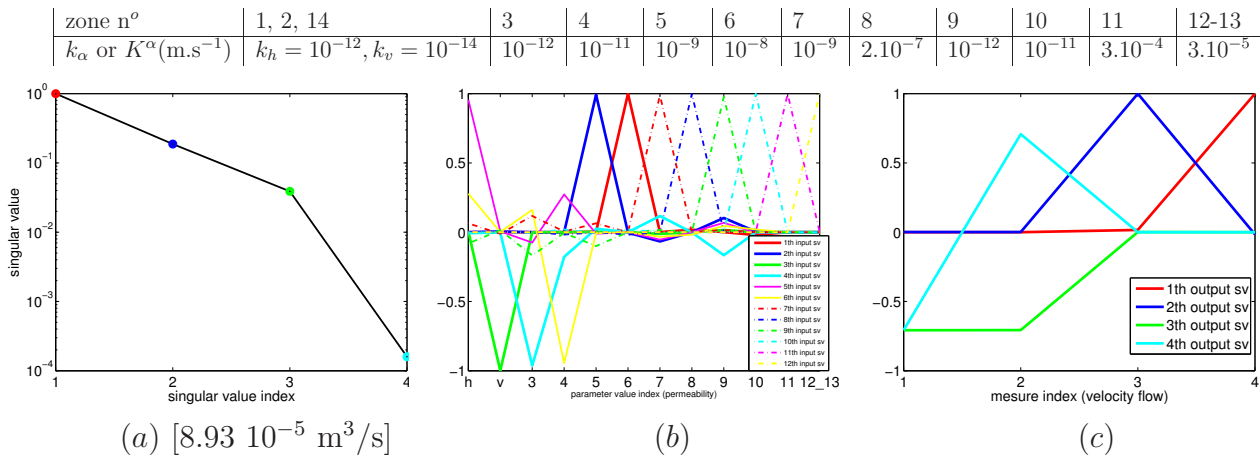 zone nᵒ 1, 2, 14 3 4 5 6 7 8 9 10 11 12-13
k_α or K^α(m.s⁻¹) k_h = 10⁻¹², k_v = 10⁻¹⁴ 10⁻¹² 10⁻¹¹ 10⁻⁹ 10⁻⁸ 10⁻⁹ 2.10⁻⁷ 10⁻¹² 10⁻¹¹ 3.10⁻⁴ 3.10⁻⁵
10⁰
10⁻¹
10⁻²
10⁻³
10⁻⁴
singular value
1 2 3 4
singular value index
(a) [8.93 10⁻⁵ m³/s]
1
0.5
0
−0.5
−1
1th input sv
2th input sv
3th input sv
4th input sv
5th input sv
6th input sv
7th input sv
8th input sv
9th input sv
10th input sv
11th input sv
12th input sv
h v 3 4 5 6 7 8 9 10 11 12_13
parameter value index (permeability)
(b)
1
0.5
0
−0.5
−1
1th output sv
2th output sv
3th output sv
4th output sv
1 2 3 4
mesure index (velocity flow)
(c)